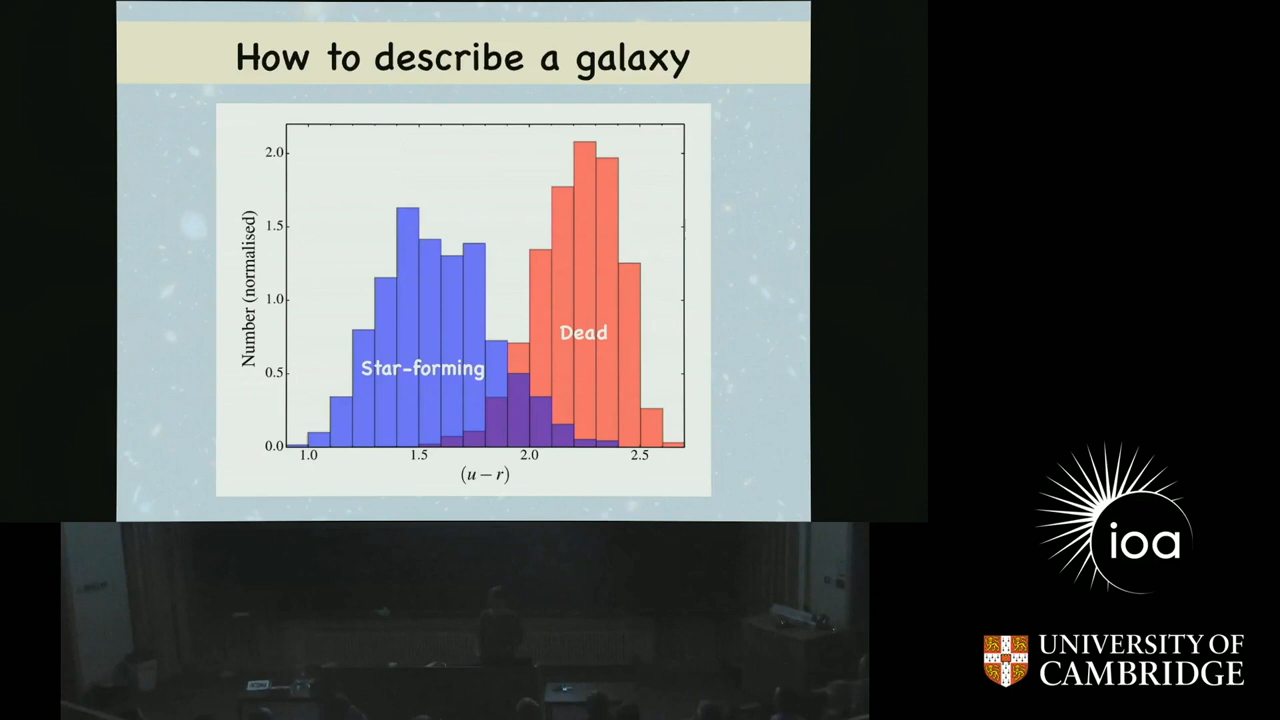 How to describe a galaxy
Number (normalised)
2.0
1.5
1.0
0.5
0.0
Star-forming
Dead
1.0
1.5
2.0
2.5
(u − r)
ioa
UNIVERSITY OF
CAMBRIDGE